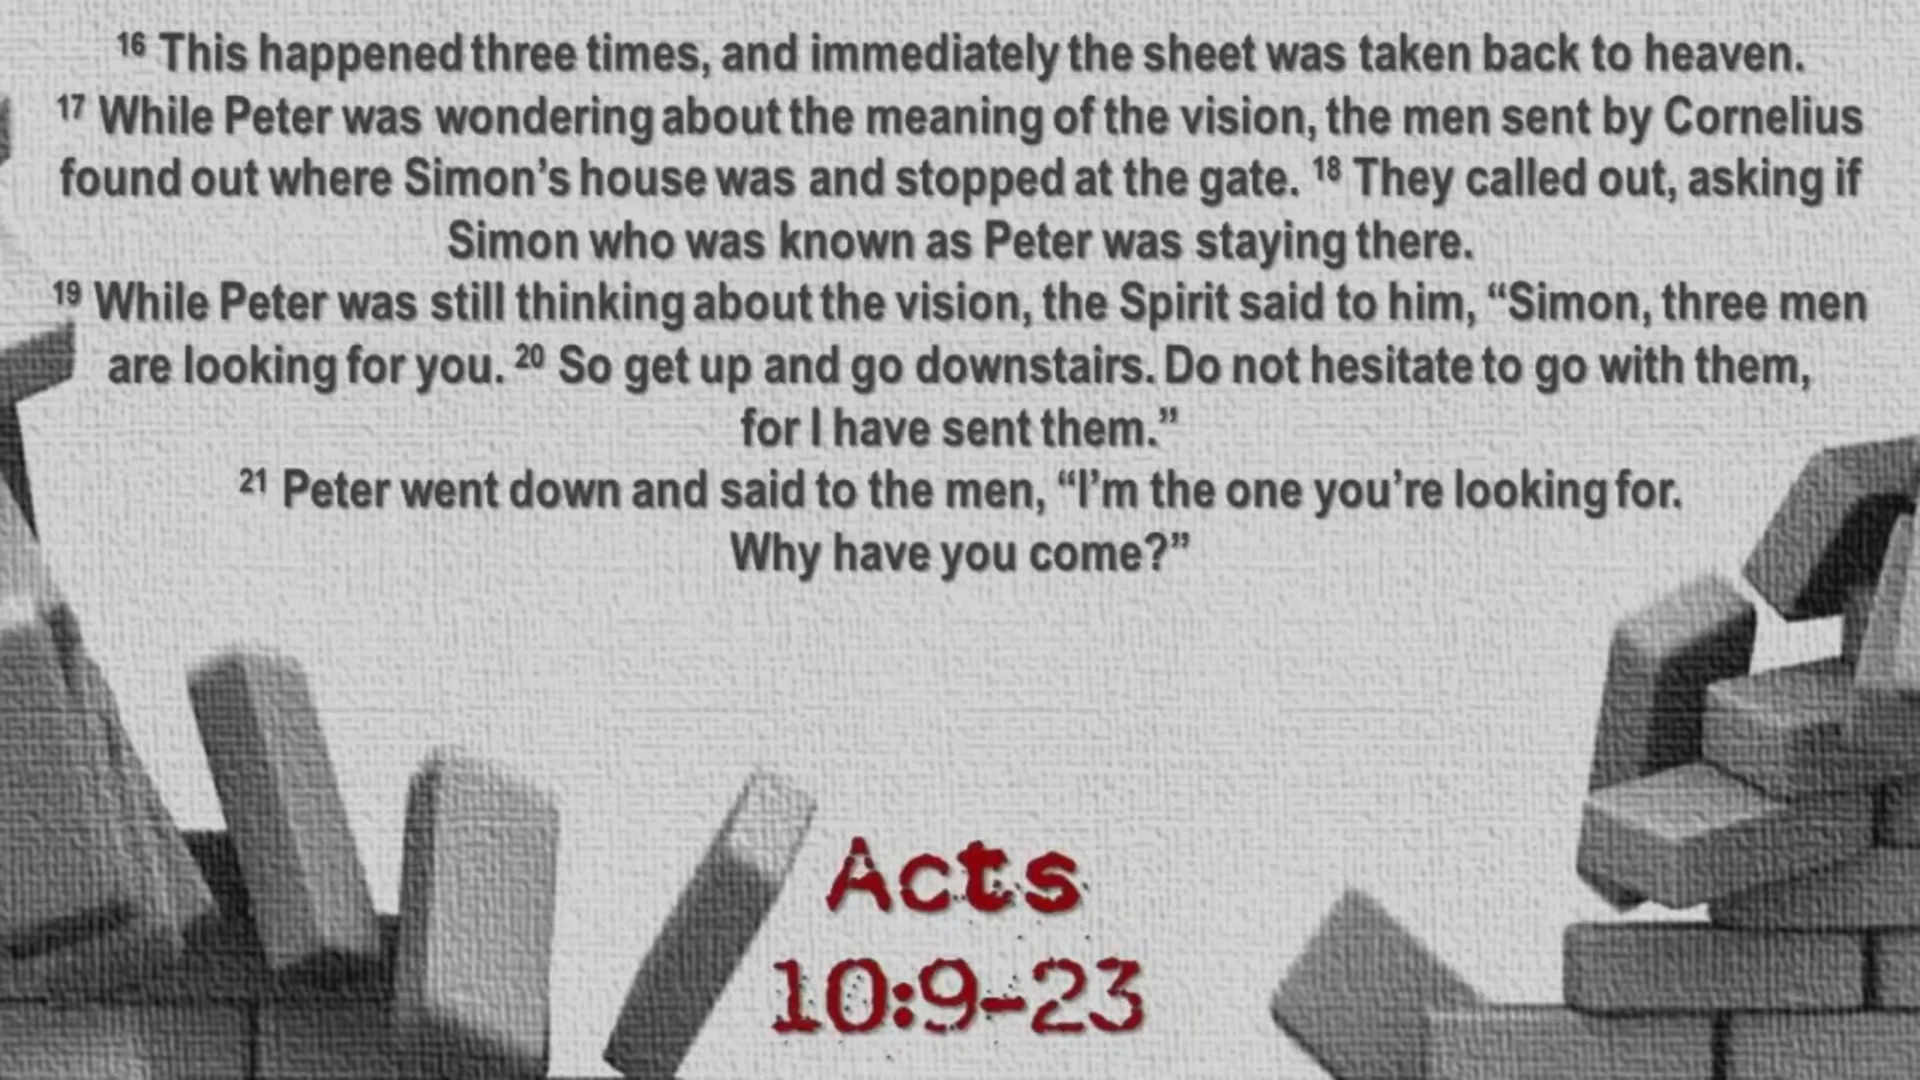 ¹⁶ This happened three times, and immediately the sheet was taken back to heaven.
¹⁷ While Peter was wondering about the meaning of the vision, the men sent by Cornelius
found out where Simon’s house was and stopped at the gate. ¹⁸ They called out, asking if
Simon who was known as Peter was staying there.
¹⁹ While Peter was still thinking about the vision, the Spirit said to him, “Simon, three men
are looking for you. ²⁰ So get up and go downstairs. Do not hesitate to go with them,
for I have sent them.”
²¹ Peter went down and said to the men, “I’m the one you’re looking for.
Why have you come?”
Acts
10:9-23